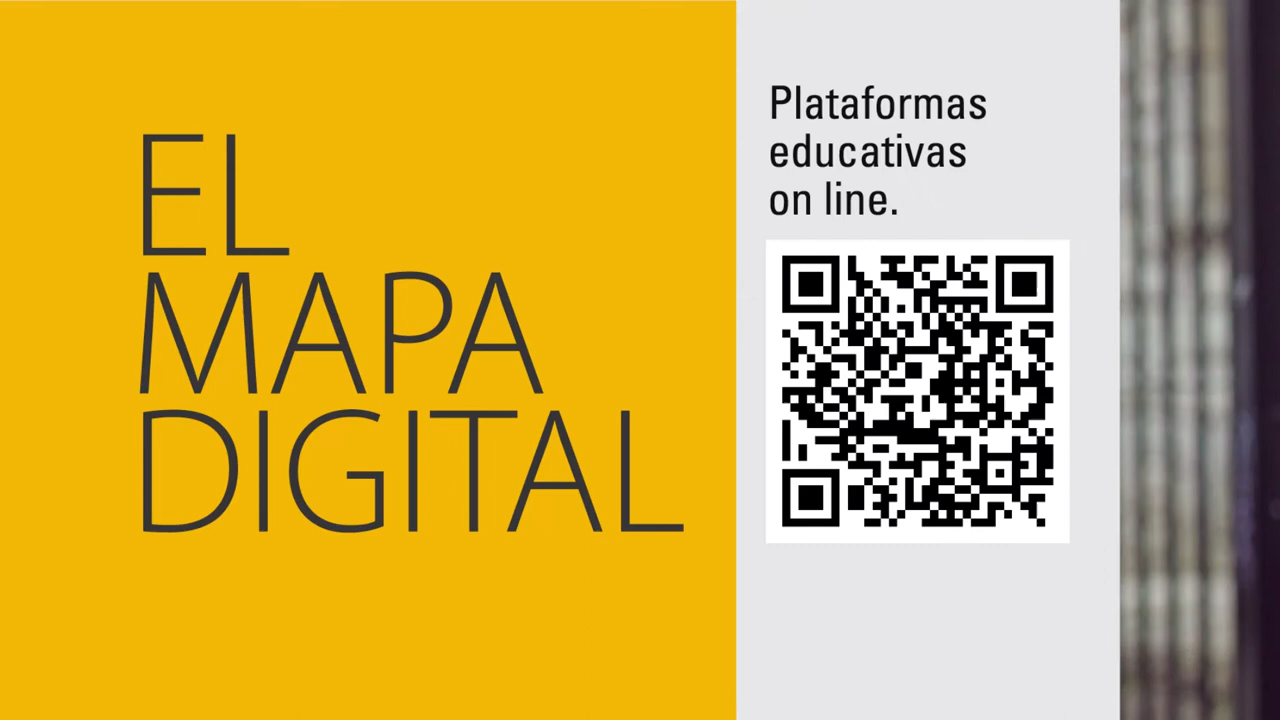 EL
MAPA
DIGITAL
Plataformas
educativas
on line.